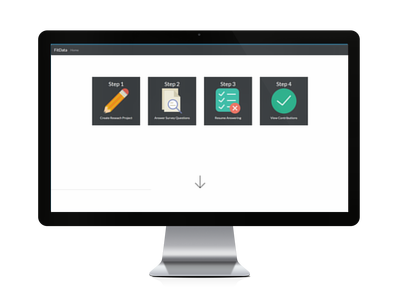 FitData Home
Step 1
Create Research Project
Step 2
Answer Survey Questions
Step 3
Resume Answering
Step 4
View Contributions